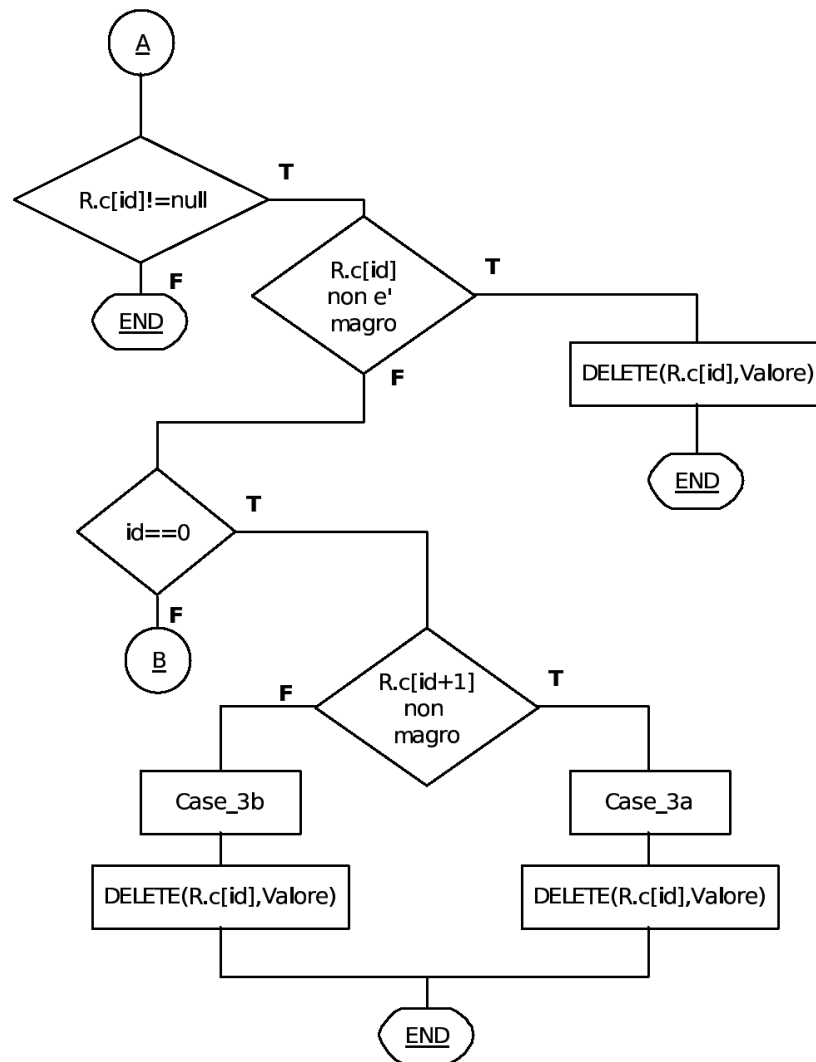 A
R.c[id]!=null
T
F
END
R.c[id]
non e'
magro
T
F
DELETE(R.c[id],Valore)
END
id==0
T
F
B
R.c[id+1]
non
magro
F
T
Case_3b
Case_3a
DELETE(R.c[id],Valore)
DELETE(R.c[id],Valore)
END